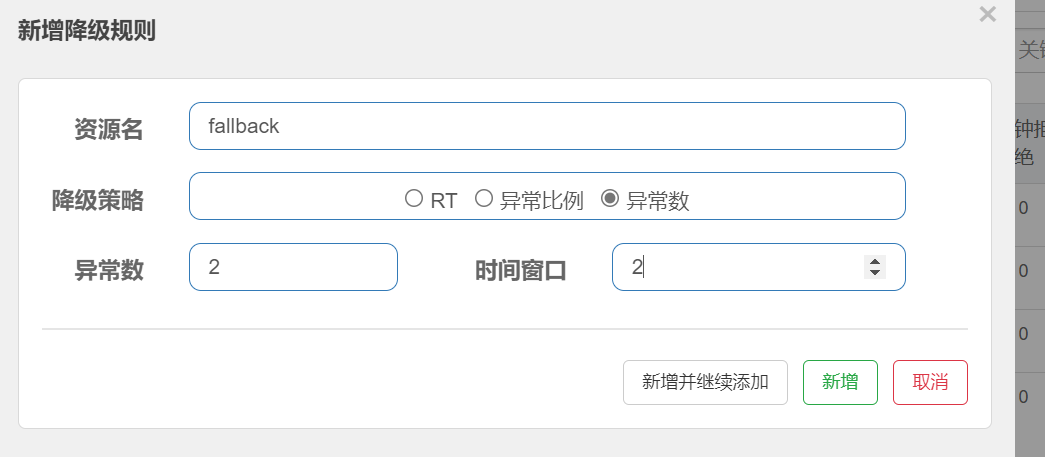 新增降级规则
×
关
资源名 fallback
钟
绝
降级策略 RT 异常比例 异常数
0
异常数 2 时间窗口 2
0
0
新增并继续添加 新增 取消
0